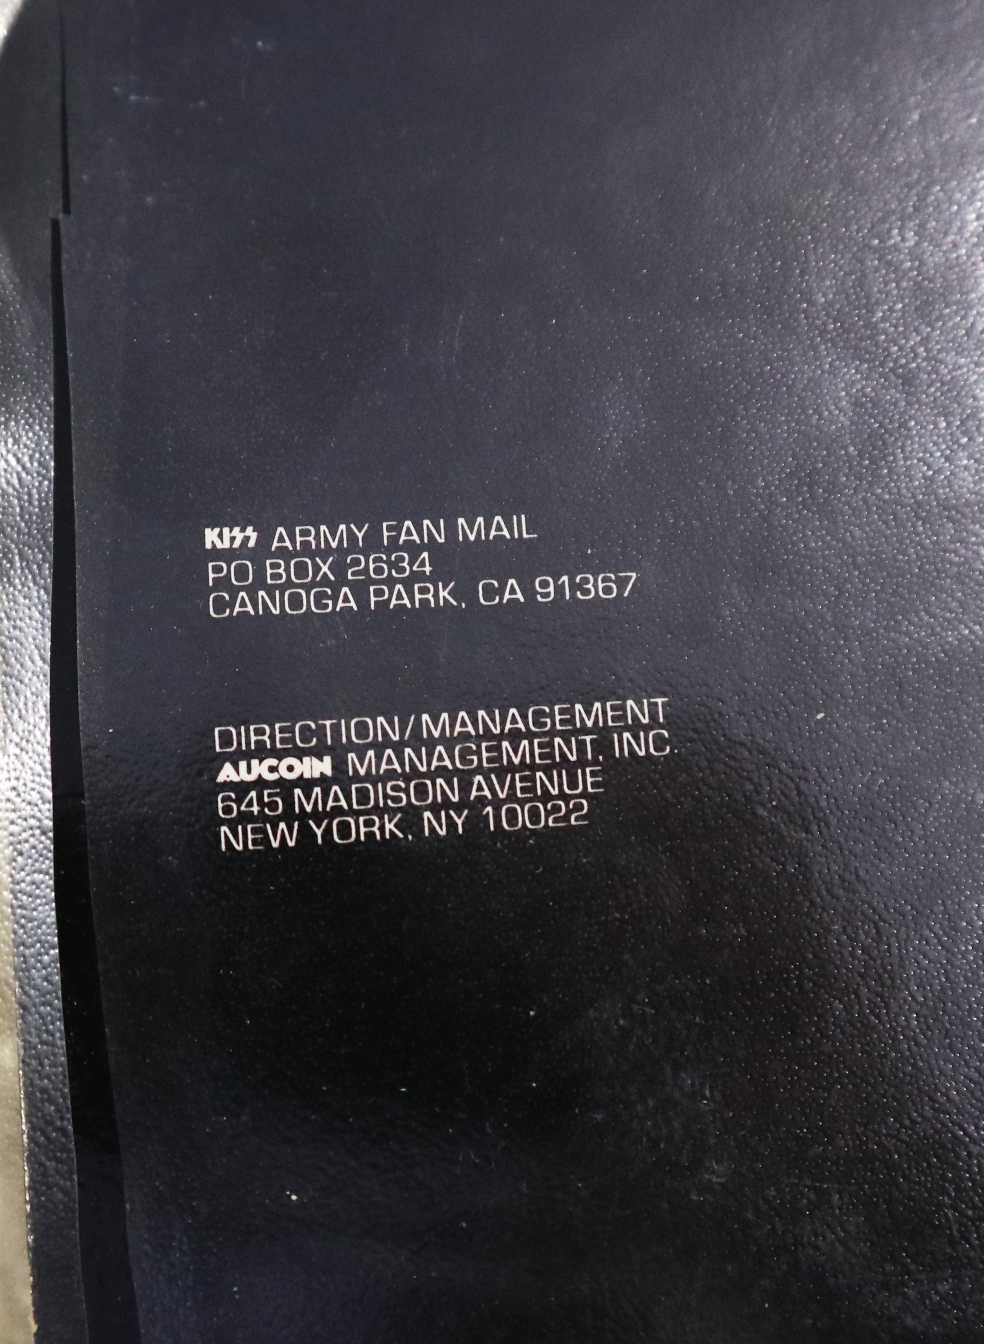 KISS ARMY FAN MAIL
PO BOX 2634
CANOGA PARK, CA 91367
DIRECTION/MANAGEMENT
AUCOIN MANAGEMENT, INC.
645 MADISON AVENUE
NEW YORK, NY 10022